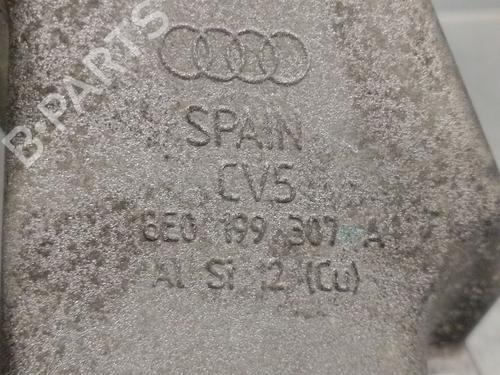 B-PARTS
SPAIN
CV5
8E0 199 307 A
Al Si 12 (Cu)